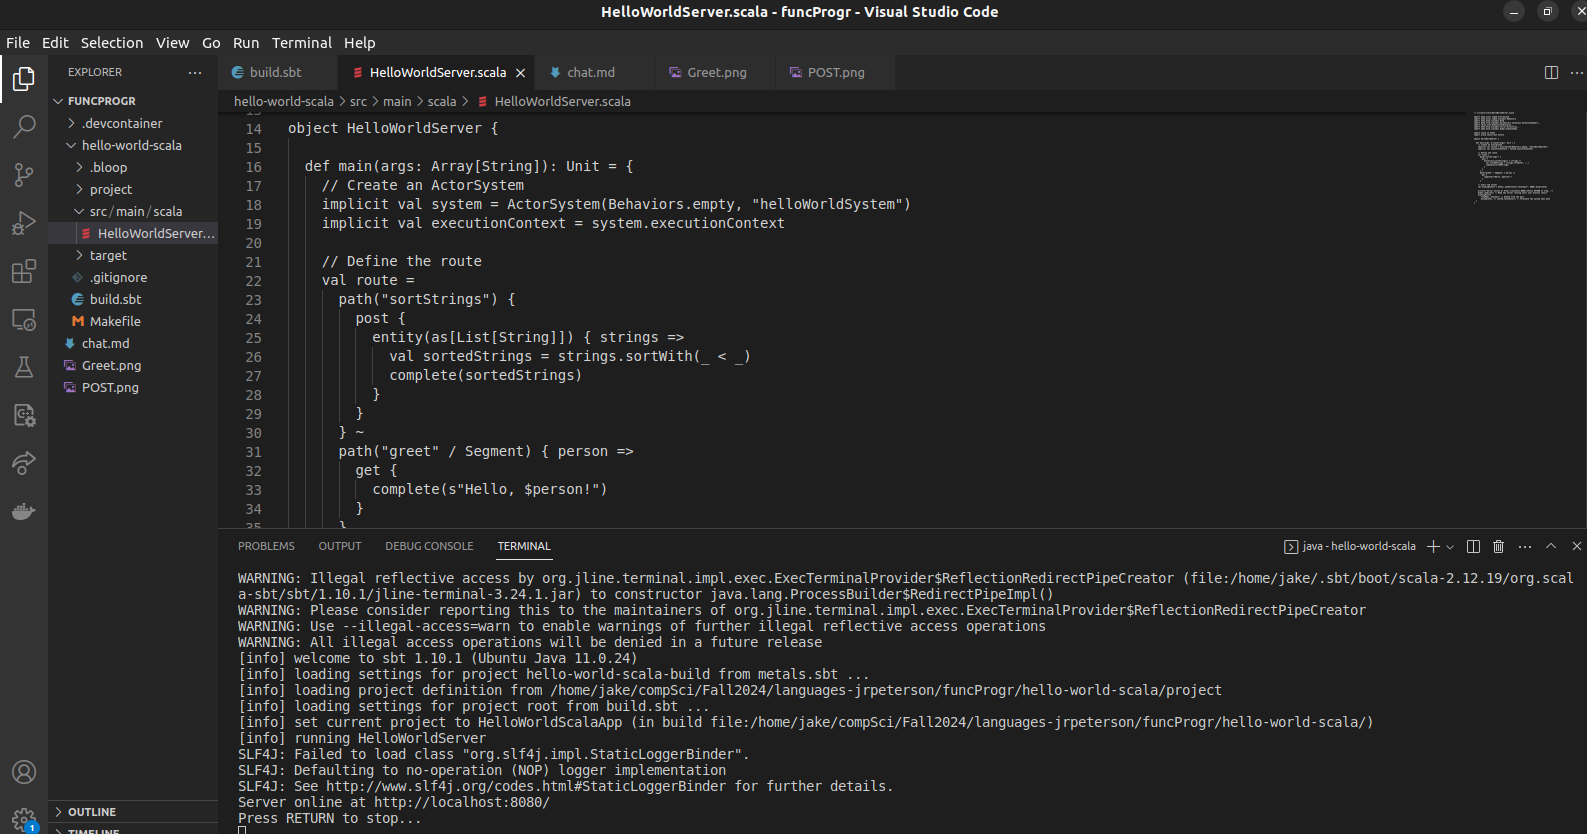 HelloWorldServer.scala - funcProgr - Visual Studio Code
File Edit Selection View Go Run Terminal Help
EXPLORER
FUNCPROGR
.devcontainer
hello-world-scala
.bloop
project
src/main/scala
HelloWorldServer...
target
.gitignore
build.sbt
Makefile
chat.md
Greet.png
POST.png
OUTLINE
TIMELINE
1
build.sbt HelloWorldServer.scala chat.md Greet.png POST.png
hello-world-scala > src > main > scala > HelloWorldServer.scala
14 object HelloWorldServer {
15
16 def main(args: Array[String]): Unit = {
17 // Create an ActorSystem
18 implicit val system = ActorSystem(Behaviors.empty, "helloWorldSystem")
19 implicit val executionContext = system.executionContext
20
21 // Define the route
22 val route =
23 path("sortStrings") {
24 post {
25 entity(as[List[String]]) { strings =>
26 val sortedStrings = strings.sortWith(_ < _)
27 complete(sortedStrings)
28 }
29 }
30 } ~
31 path("greet" / Segment) { person =>
32 get {
33 complete(s"Hello, $person!")
34 }
35 }
PROBLEMS OUTPUT DEBUG CONSOLE TERMINAL
java - hello-world-scala
WARNING: Illegal reflective access by org.jline.terminal.impl.exec.ExecTerminalProvider$ReflectionRedirectPipeCreator (file:/home/jake/.sbt/boot/scala-2.12.19/org.scal
a-sbt/sbt/1.10.1/jline-terminal-3.24.1.jar) to constructor java.lang.ProcessBuilder$RedirectPipeImpl()
WARNING: Please consider reporting this to the maintainers of org.jline.terminal.impl.exec.ExecTerminalProvider$ReflectionRedirectPipeCreator
WARNING: Use --illegal-access=warn to enable warnings of further illegal reflective access operations
WARNING: All illegal access operations will be denied in a future release
[info] welcome to sbt 1.10.1 (Ubuntu Java 11.0.24)
[info] loading settings for project hello-world-scala-build from metals.sbt ...
[info] loading project definition from /home/jake/compSci/Fall2024/languages-jrpeterson/funcProgr/hello-world-scala/project
[info] loading settings for project root from build.sbt ...
[info] set current project to HelloWorldScalaApp (in build file:/home/jake/compSci/Fall2024/languages-jrpeterson/funcProgr/hello-world-scala/)
[info] running HelloWorldServer
SLF4J: Failed to load class "org.slf4j.impl.StaticLoggerBinder".
SLF4J: Defaulting to no-operation (NOP) logger implementation
SLF4J: See http://www.slf4j.org/codes.html#StaticLoggerBinder for further details.
Server online at http://localhost:8080/
Press RETURN to stop...